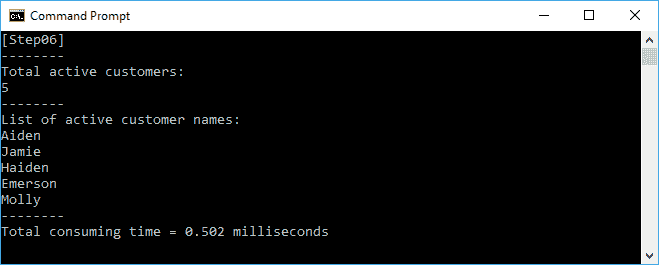 Command Prompt
[Step06]
--------
Total active customers:
5
--------
List of active customer names:
Aiden
Jamie
Haiden
Emerson
Molly
--------
Total consuming time = 0.502 milliseconds